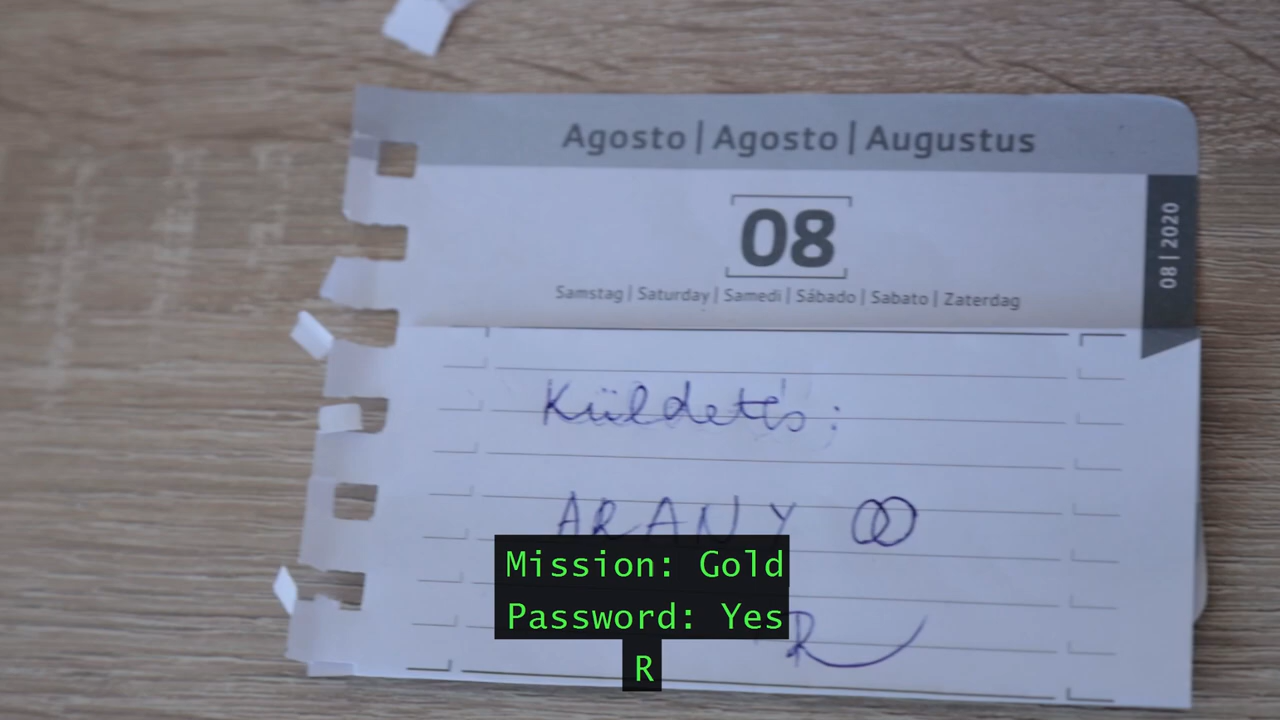 Agosto | Agosto | Augustus
08
08 | 2020
Samstag | Saturday | Samedi | Sábado | Sabato | Zaterdag
Küldetés:
ARANY
Mission: Gold
Password: Yes
R
R